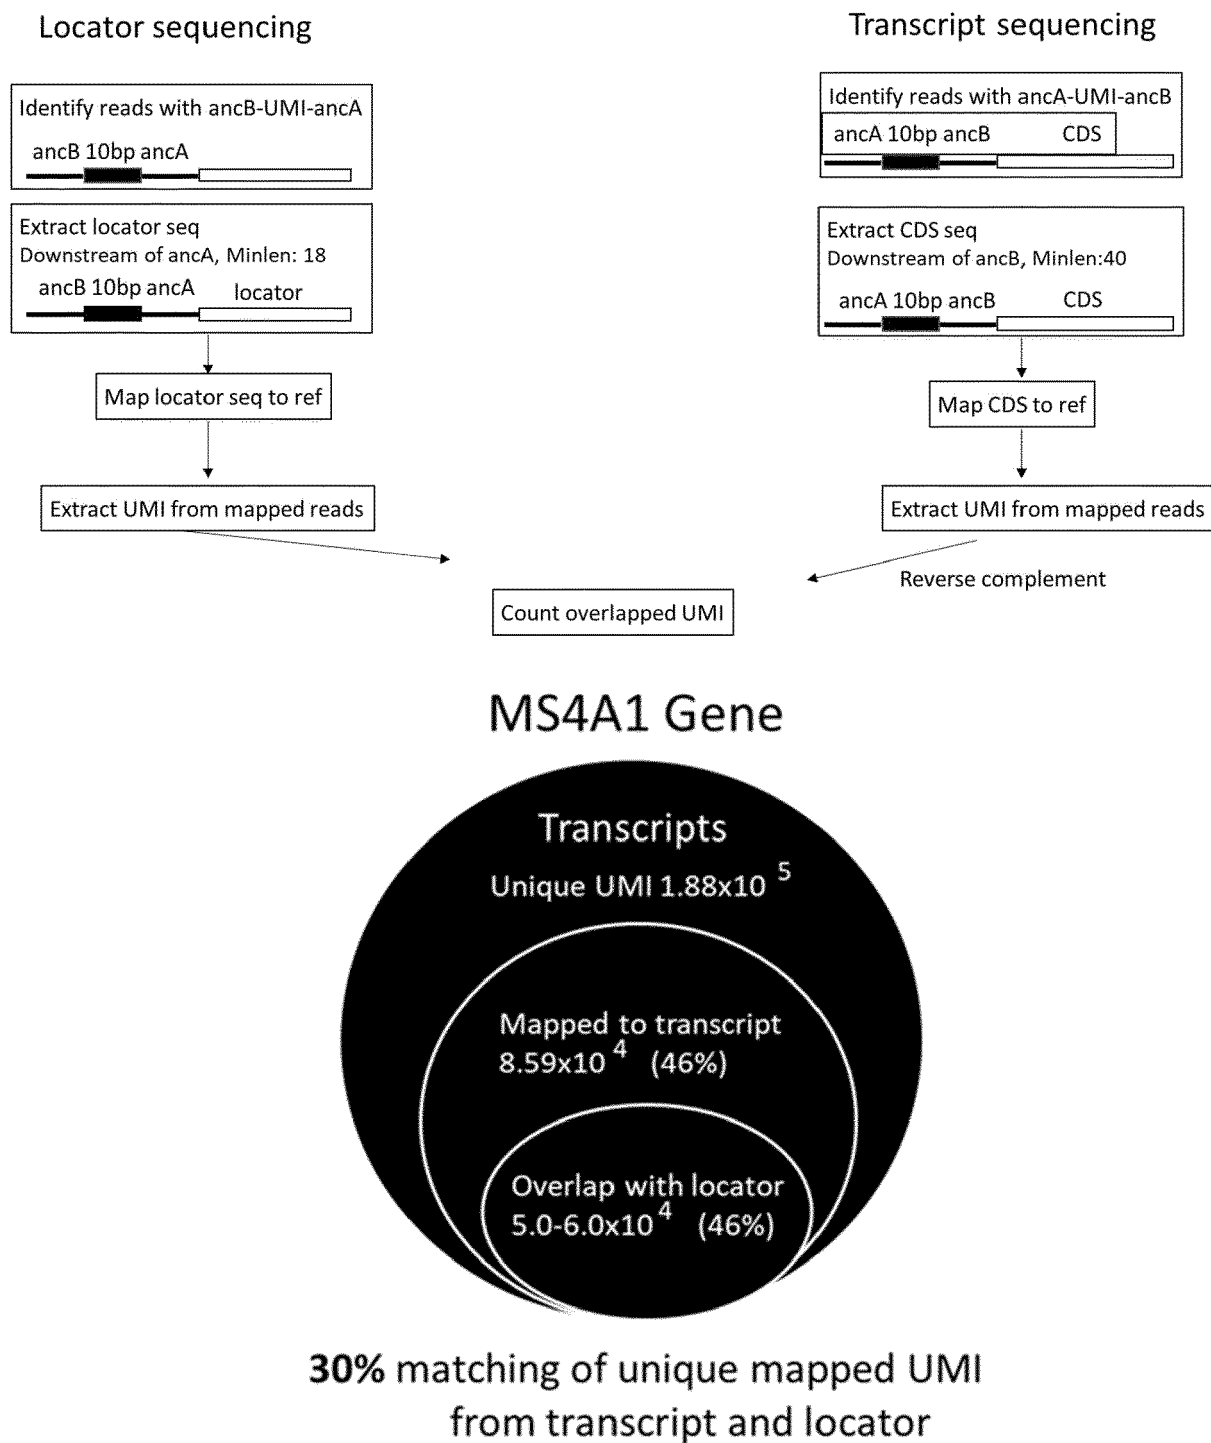 Locator sequencing
Identify reads with ancB-UMI-ancA
ancB 10bp ancA
Extract locator seq
Downstream of ancA, Minlen: 18
ancB 10bp ancA locator
Map locator seq to ref
Extract UMI from mapped reads
Transcript sequencing
Identify reads with ancA-UMI-ancB
ancA 10bp ancB CDS
Extract CDS seq
Downstream of ancB, Minlen:40
ancA 10bp ancB CDS
Map CDS to ref
Extract UMI from mapped reads
Reverse complement
Count overlapped UMI
MS4A1 Gene
Transcripts
Unique UMI 1.88x10 5
Mapped to transcript
8.59x10 4 (46%)
Overlap with locator
5.0-6.0x10 4 (46%)
30% matching of unique mapped UMI
from transcript and locator